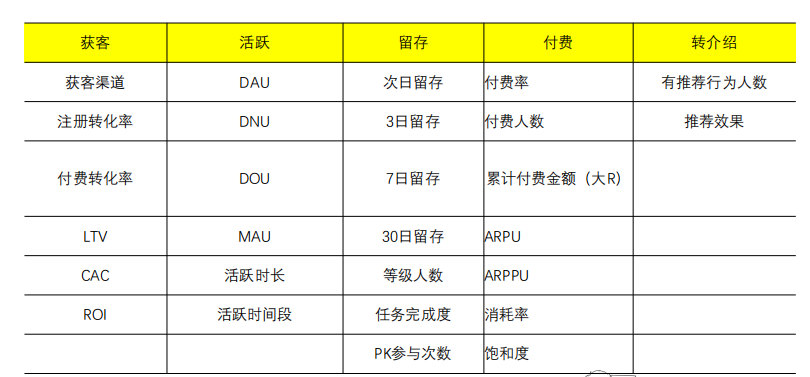 获客 活跃 留存 付费 转介绍
获客渠道 DAU 次日留存 付费率 有推荐行为人数
注册转化率 DNU 3日留存 付费人数 推荐效果
付费转化率 DOU 7日留存 累计付费金额（大R）
LTV MAU 30日留存 ARPU
CAC 活跃时长 等级人数 ARPPU
ROI 活跃时间段 任务完成度 消耗率
PK参与次数 饱和度